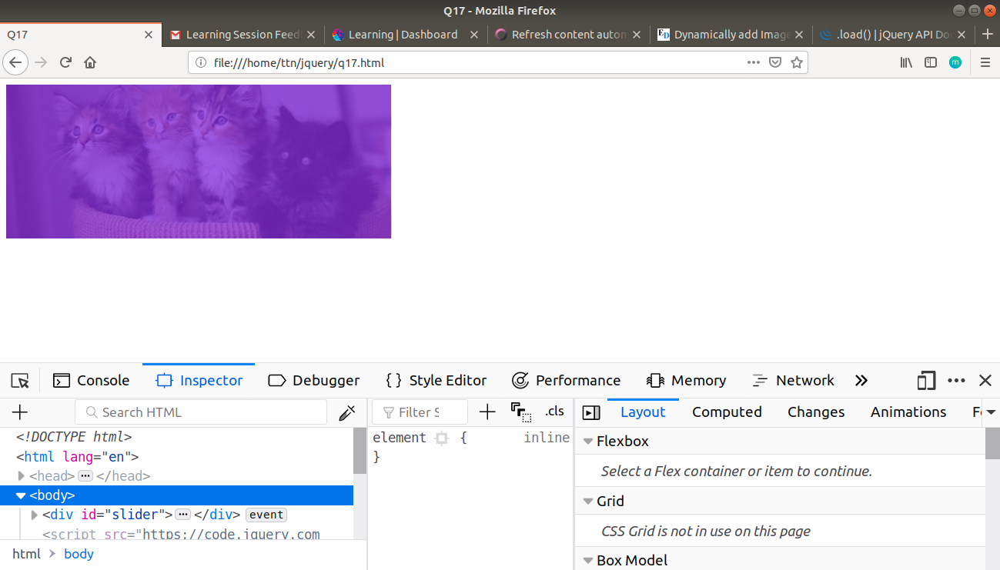 Q17 - Mozilla Firefox
Q17
Learning Session Feed
Learning | Dashboard
Refresh content autom
ED
Dynamically add Image
.load() | jQuery API Do
file:///home/ttn/jquery/q17.html
m
Console
Inspector
Debugger
{ } Style Editor
Performance
Memory
Network
Search HTML
Filter S
.cls
Layout
Computed
Changes
Animations
Fo
<!DOCTYPE html>
<html lang="en">
<head> ••• </head>
<body>
<div id="slider"> ••• </div> event
<script src="https://code.jquery.com
html > body
element { inline
}
Flexbox
Select a Flex container or item to continue.
Grid
CSS Grid is not in use on this page
Box Model